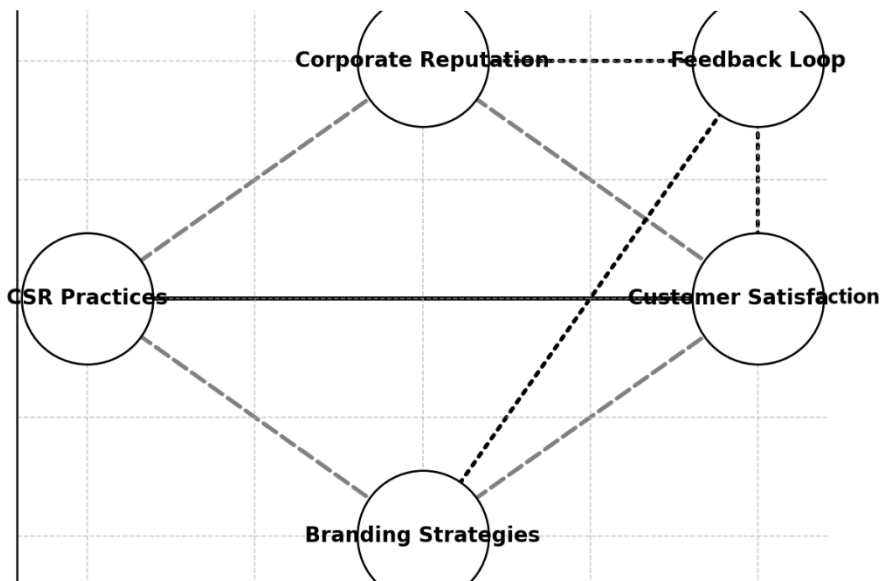 Corporate Reputation
Feedback Loop
CSR Practices
Customer Satisfaction
Branding Strategies